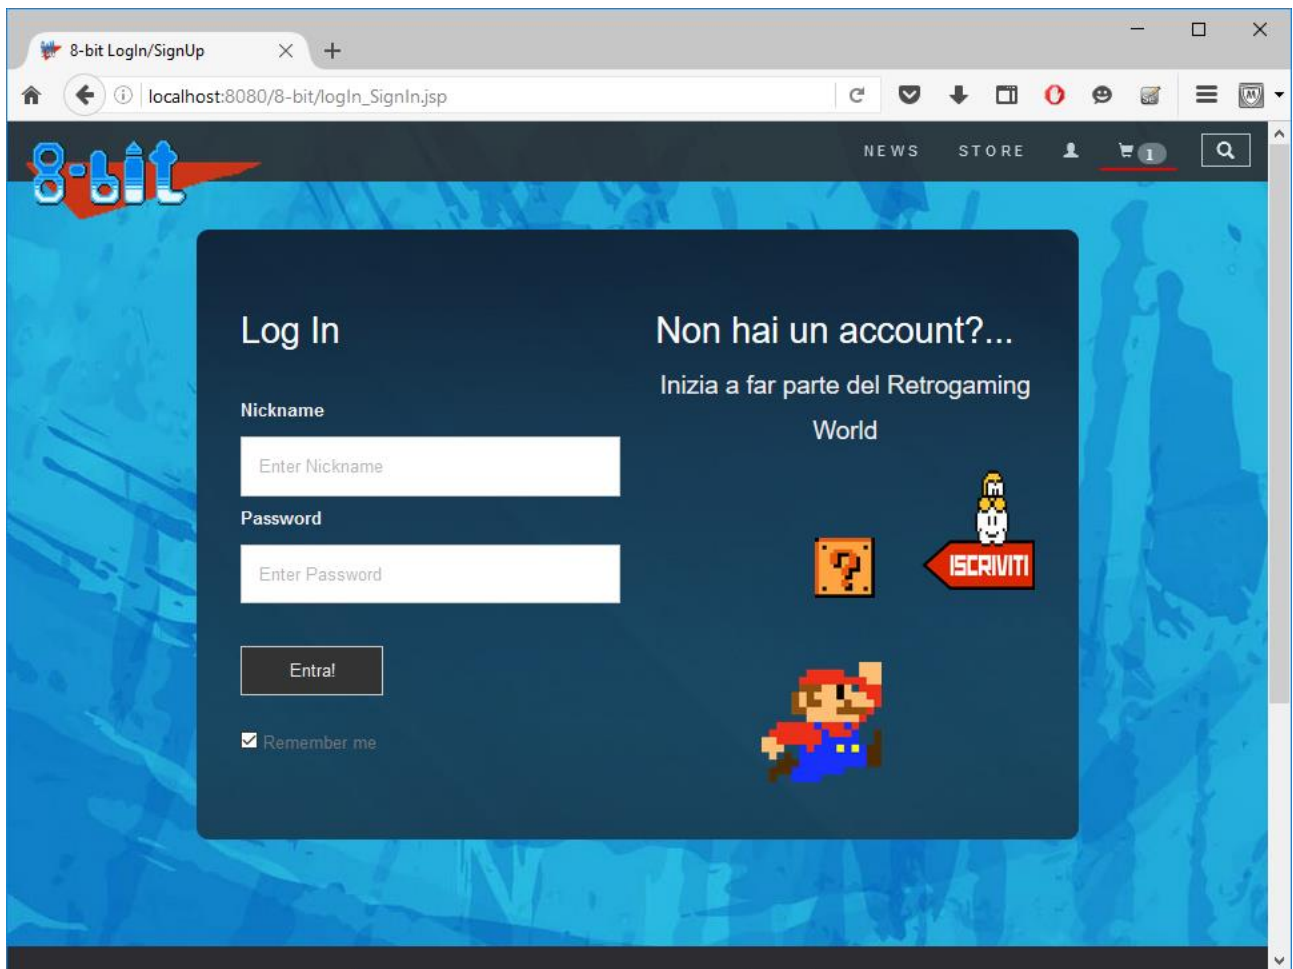 8-bit LogIn/SignUp
localhost:8080/8-bit/logIn_SignIn.jsp
8-bit
NEWS STORE 1
Log In
Nickname
Enter Nickname
Password
Enter Password
Entra!
Remember me
Non hai un account?...
Inizia a far parte del Retrogaming
World
?
ISCRIVITI